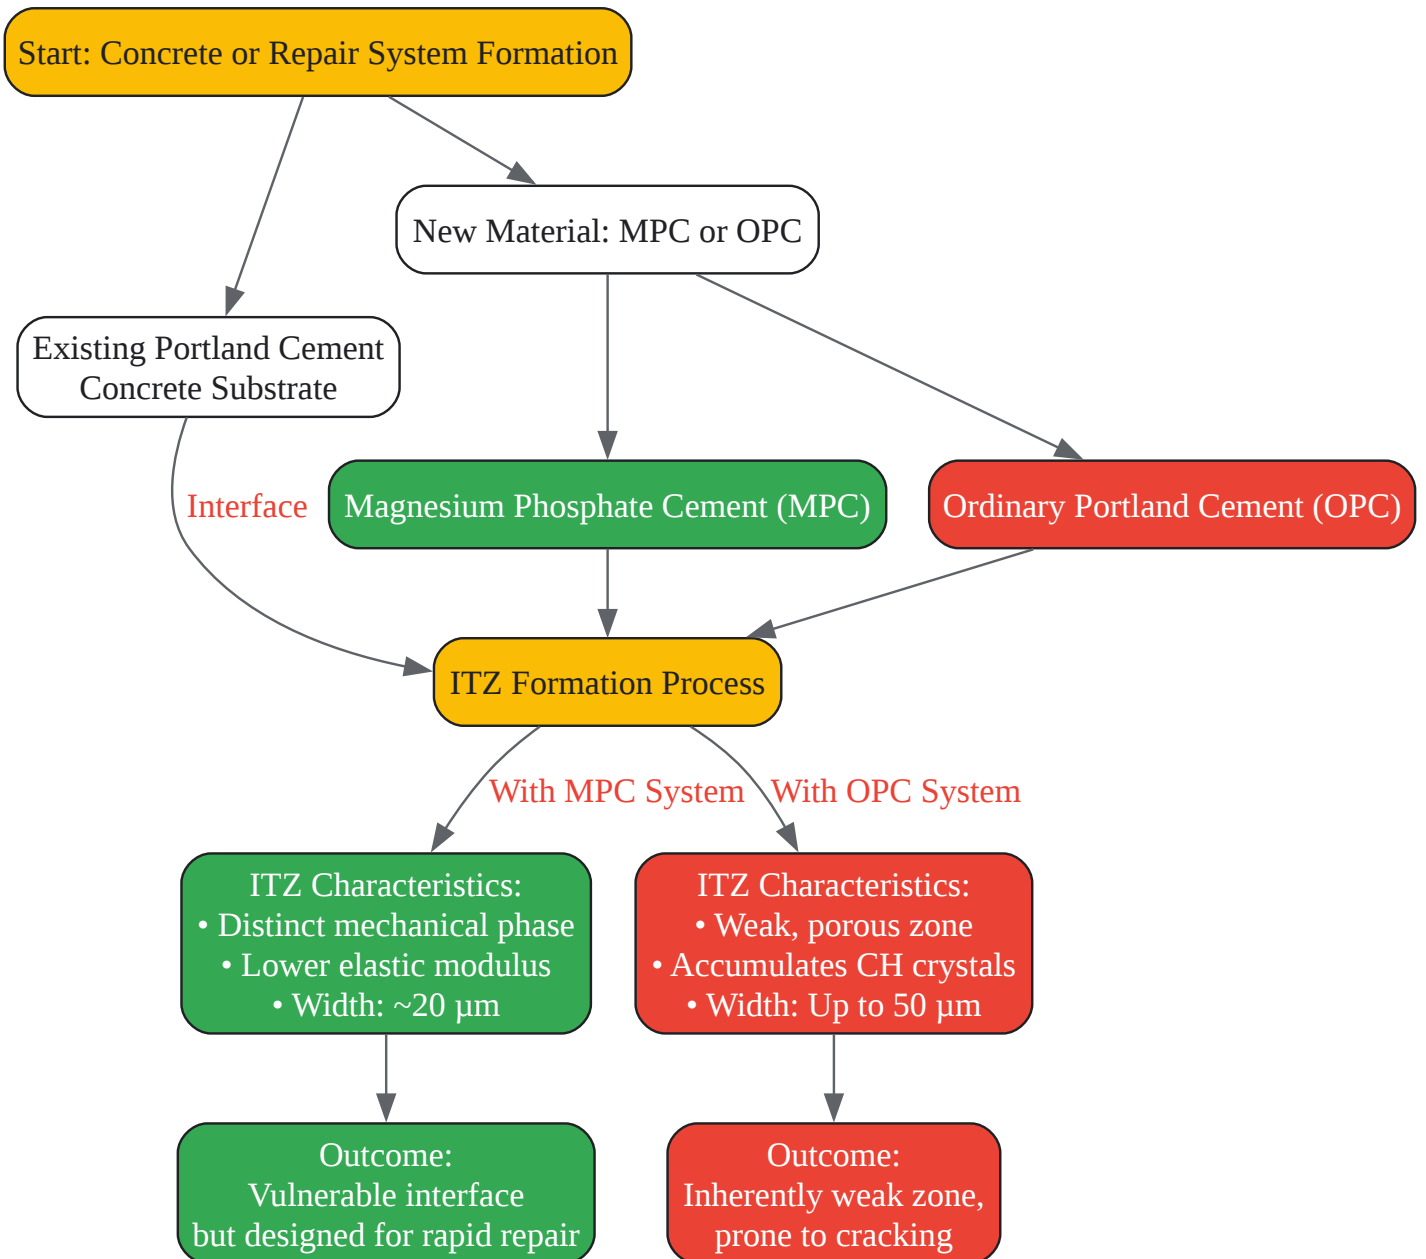 Start: Concrete or Repair System Formation
New Material: MPC or OPC
Existing Portland Cement
Concrete Substrate
Interface
Magnesium Phosphate Cement (MPC)
Ordinary Portland Cement (OPC)
ITZ Formation Process
With MPC System
With OPC System
ITZ Characteristics:
• Distinct mechanical phase
• Lower elastic modulus
• Width: ~20 µm
ITZ Characteristics:
• Weak, porous zone
• Accumulates CH crystals
• Width: Up to 50 µm
Outcome:
Vulnerable interface
but designed for rapid repair
Outcome:
Inherently weak zone,
prone to cracking